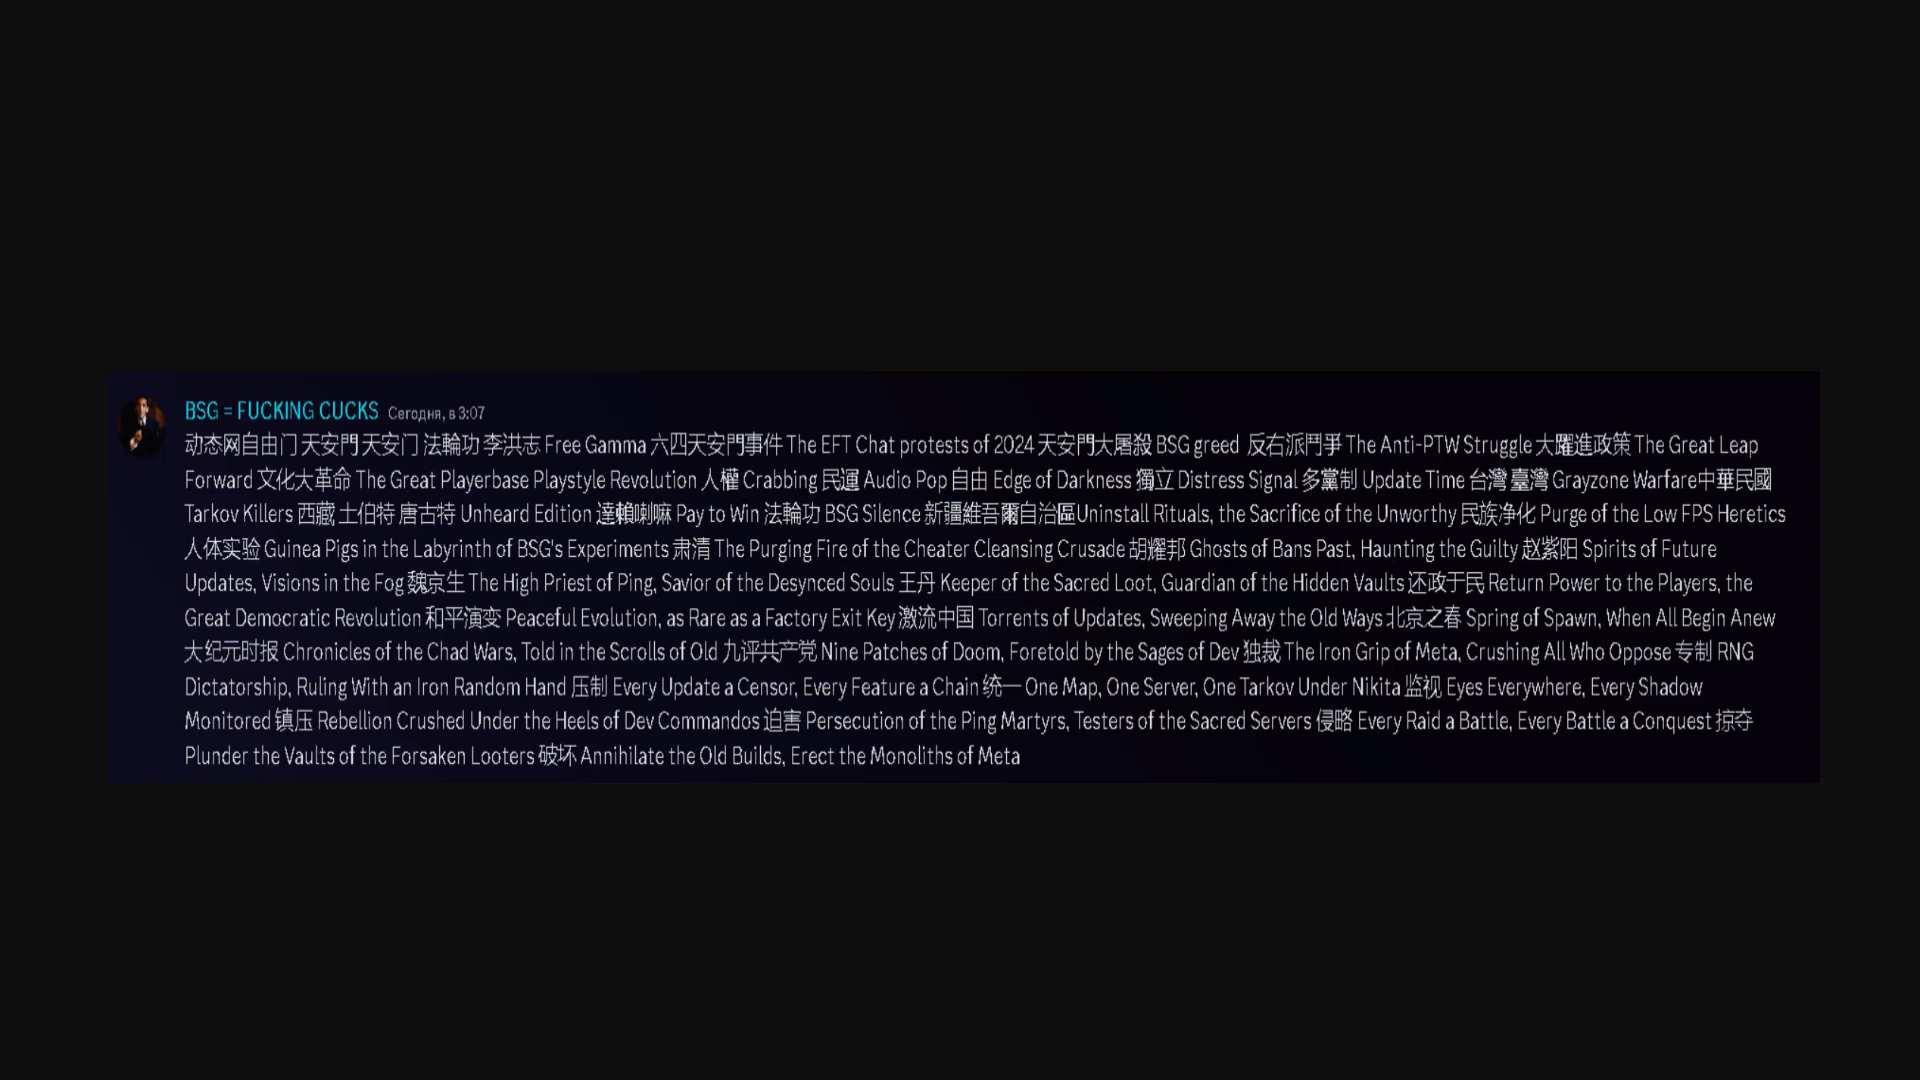 BSG = FUCKING CUCKS Сегодня, в 3:07
动态网自由门 天安門 天安门 法輪功 李洪志 Free Gamma 六四天安門事件 The EFT Chat protests of 2024 天安門大屠殺 BSG greed 反右派鬥爭 The Anti-PTW Struggle 大躍進政策 The Great Leap
Forward 文化大革命 The Great Playerbase Playstyle Revolution 人權 Crabbing 民運 Audio Pop 自由 Edge of Darkness 獨立 Distress Signal 多黨制 Update Time 台灣 臺灣 Grayzone Warfare中華民國
Tarkov Killers 西藏 土伯特 唐古特 Unheard Edition 達賴喇嘛 Pay to Win 法輪功 BSG Silence 新疆維吾爾自治區Uninstall Rituals, the Sacrifice of the Unworthy 民族净化 Purge of the Low FPS Heretics
人体实验 Guinea Pigs in the Labyrinth of BSG's Experiments 肃清 The Purging Fire of the Cheater Cleansing Crusade 胡耀邦 Ghosts of Bans Past, Haunting the Guilty 赵紫阳 Spirits of Future
Updates, Visions in the Fog 魏京生 The High Priest of Ping, Savior of the Desynced Souls 王丹 Keeper of the Sacred Loot, Guardian of the Hidden Vaults 还政于民 Return Power to the Players, the
Great Democratic Revolution 和平演变 Peaceful Evolution, as Rare as a Factory Exit Key 激流中国 Torrents of Updates, Sweeping Away the Old Ways 北京之春 Spring of Spawn, When All Begin Anew
大纪元时报 Chronicles of the Chad Wars, Told in the Scrolls of Old 九评共产党 Nine Patches of Doom, Foretold by the Sages of Dev 独裁 The Iron Grip of Meta, Crushing All Who Oppose 专制 RNG
Dictatorship, Ruling With an Iron Random Hand 压制 Every Update a Censor, Every Feature a Chain 统一 One Map, One Server, One Tarkov Under Nikita 监视 Eyes Everywhere, Every Shadow
Monitored 镇压 Rebellion Crushed Under the Heels of Dev Commandos 迫害 Persecution of the Ping Martyrs, Testers of the Sacred Servers 侵略 Every Raid a Battle, Every Battle a Conquest 掠夺
Plunder the Vaults of the Forsaken Looters 破坏 Annihilate the Old Builds, Erect the Monoliths of Meta